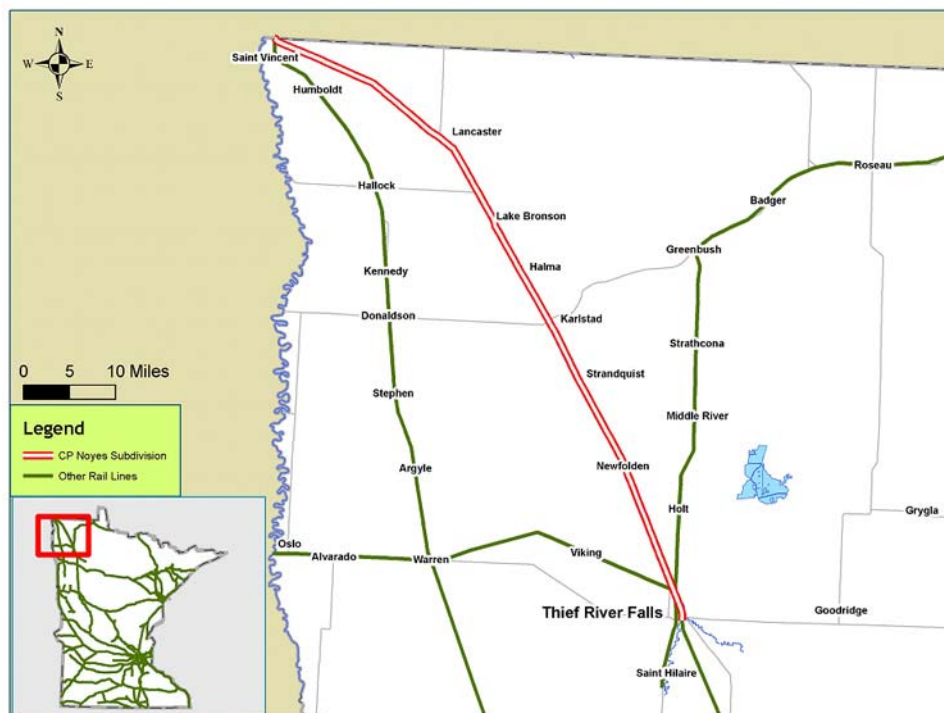 N
W E
S
Saint Vincent
Humboldt
Lancaster
Roseau
Hallock
Badger
Lake Bronson
Greenbush
Halma
Kennedy
Donaldson
Karlstad
Strathcona
0 5 10 Miles
Strandquist
Stephen
Middle River
Legend
CP Noyes Subdivision
Other Rail Lines
Argyle
Newfolden
Holt
Grygla
Oslo
Alvarado
Warren
Viking
Thief River Falls
Goodridge
Saint Hilaire